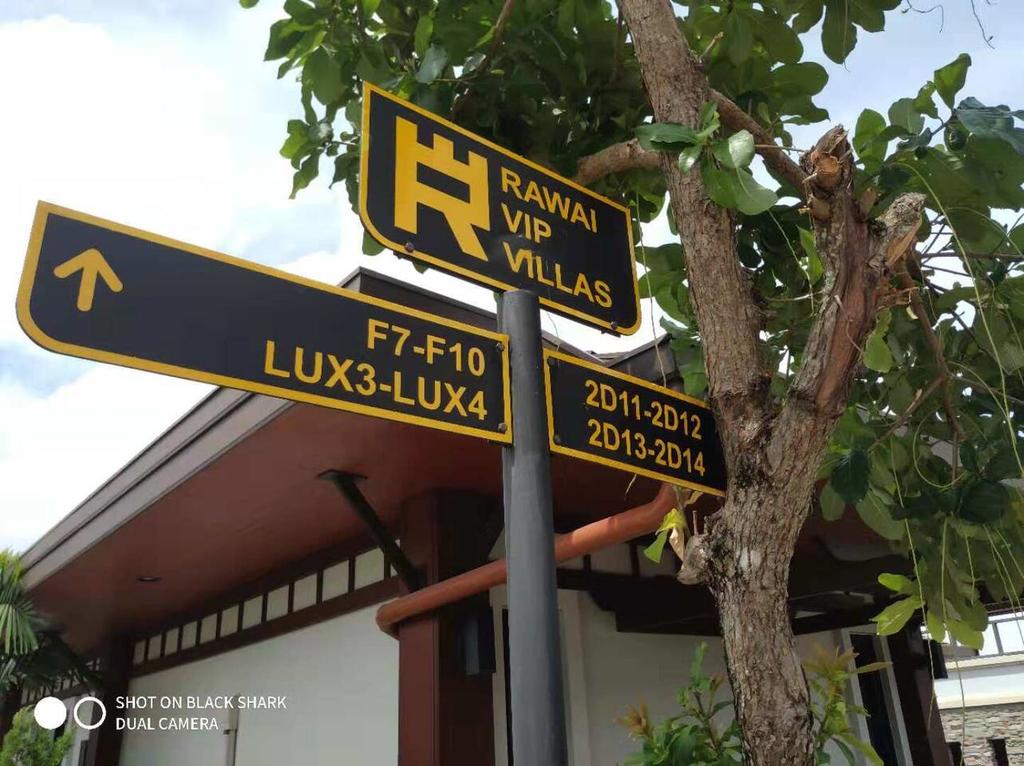 RAWAI
VIP
VILLAS
F7-F10
LUX3-LUX4
2D11-2D12
2D13-2D14
SHOT ON BLACK SHARK
DUAL CAMERA